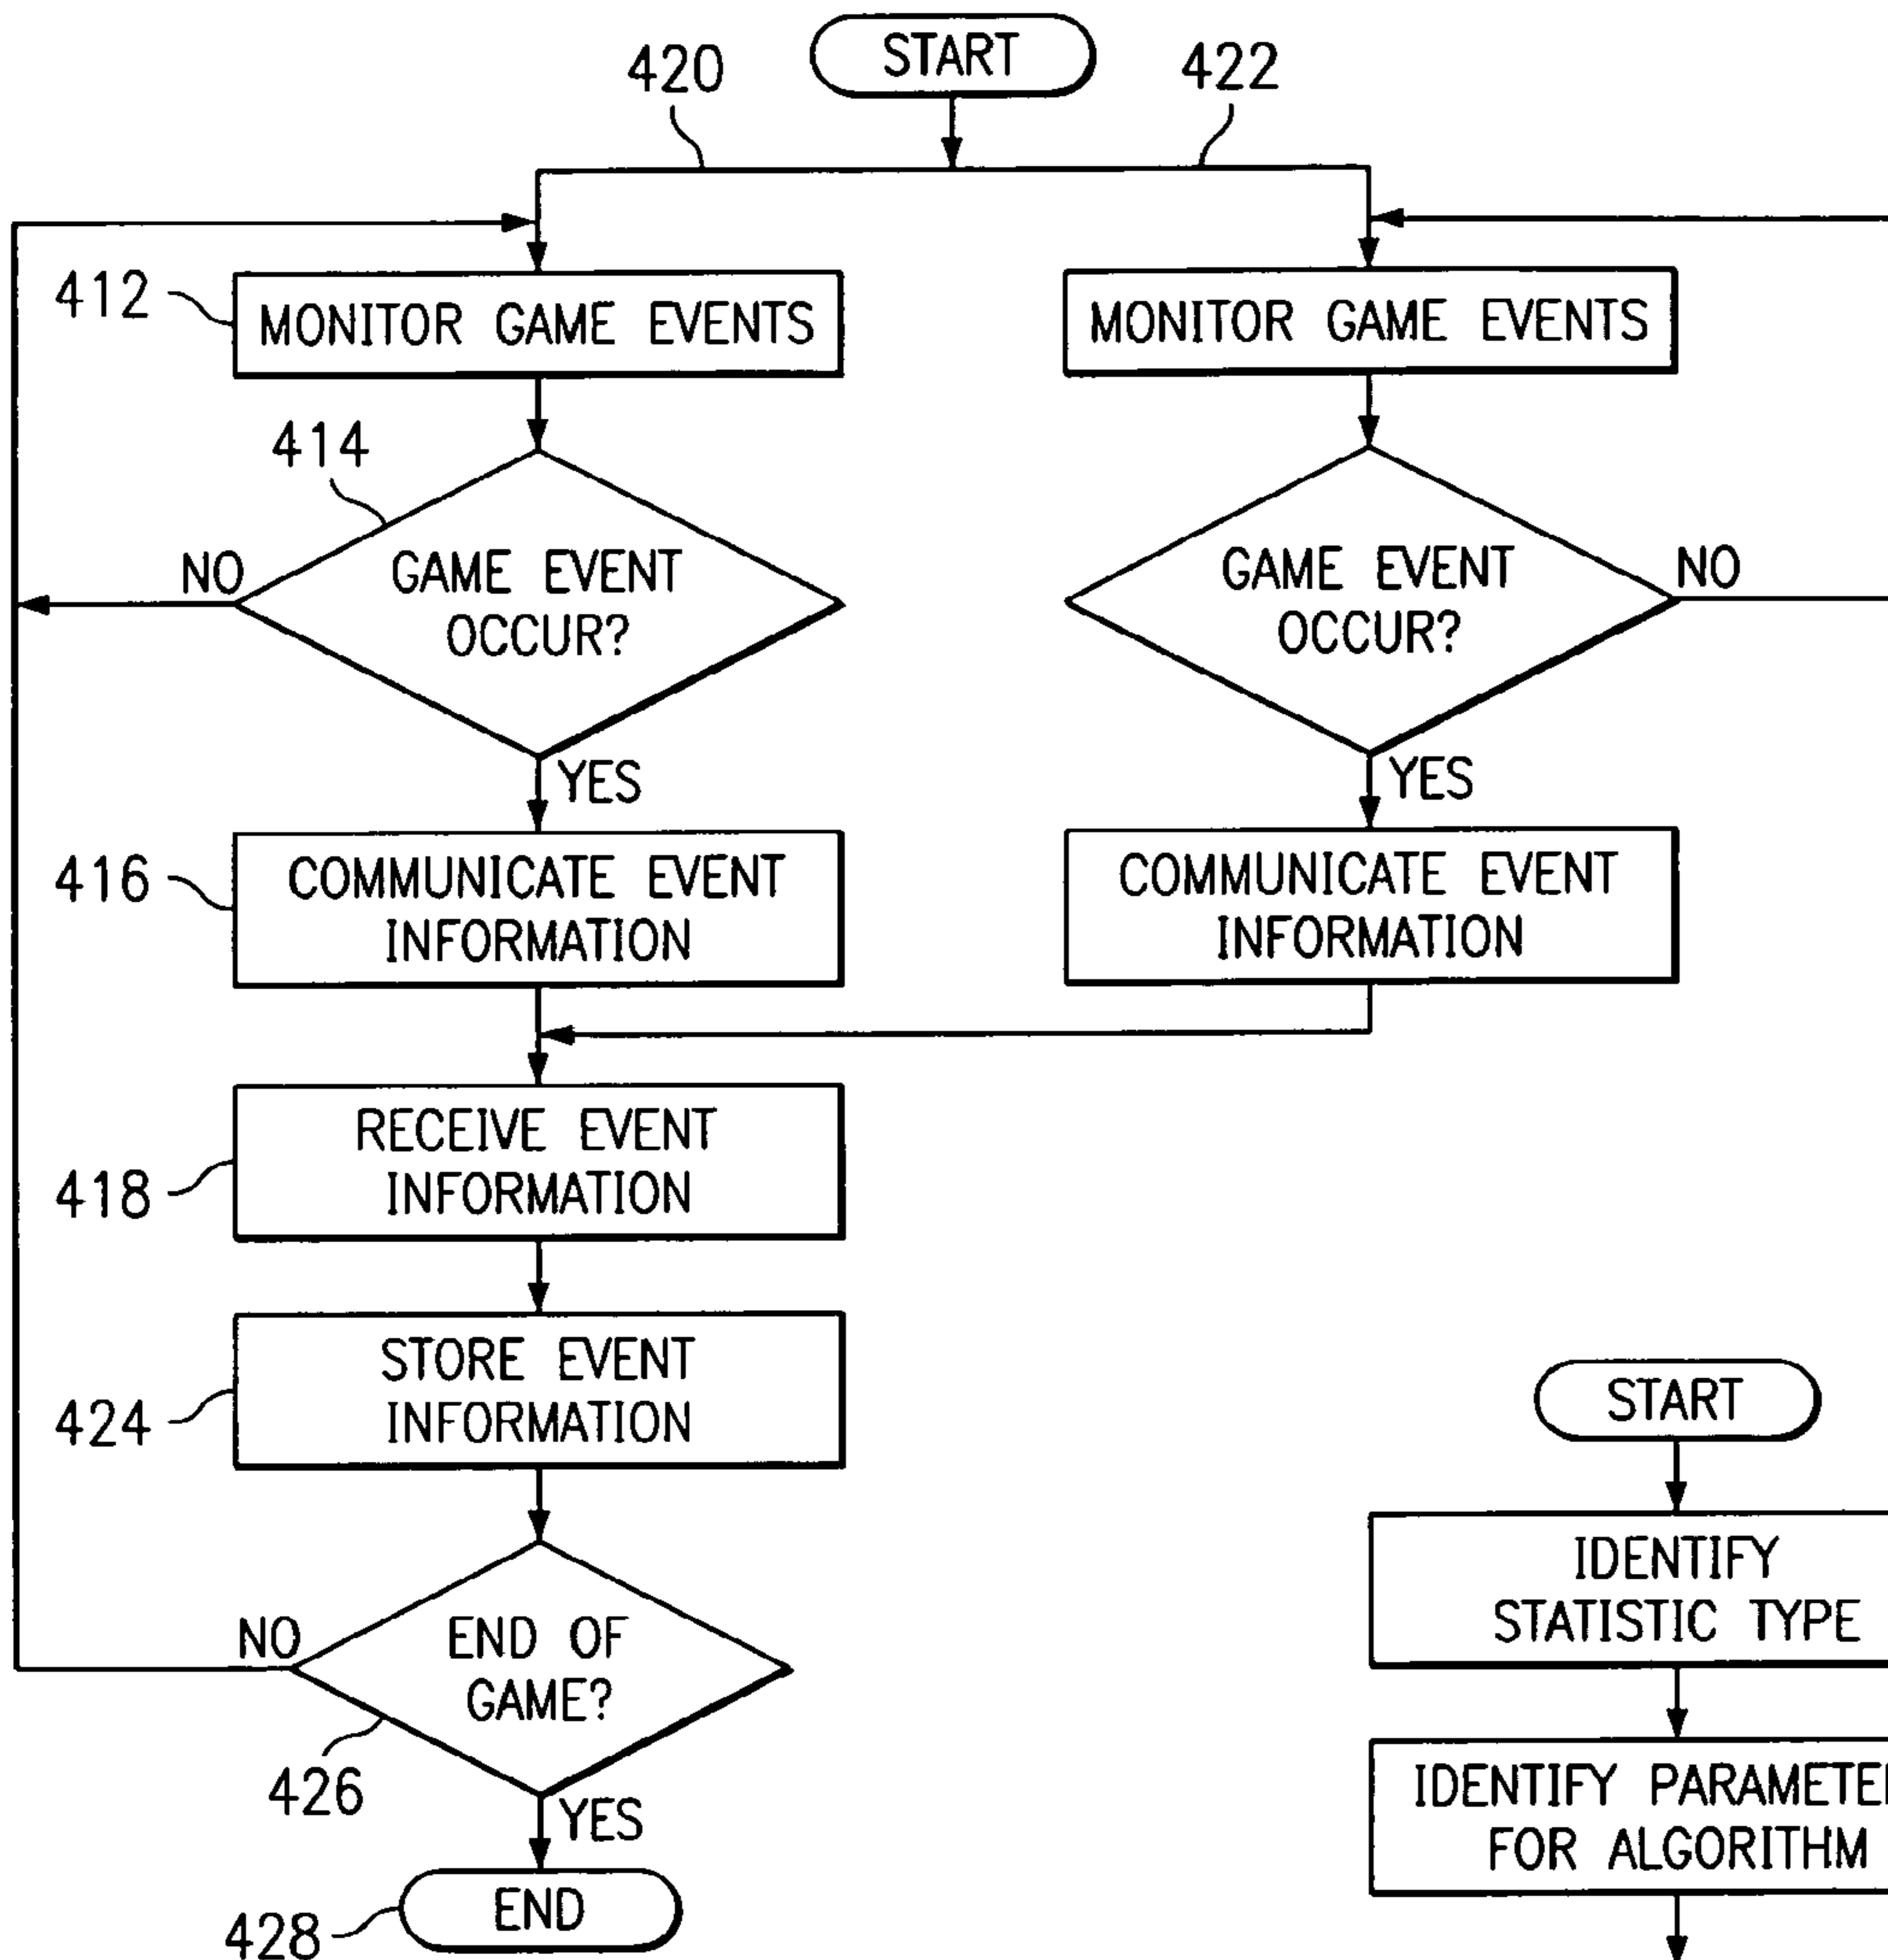 START
420
422
412
MONITOR GAME EVENTS
MONITOR GAME EVENTS
414
GAME EVENT
OCCUR?
NO
GAME EVENT
OCCUR?
NO
YES
YES
416
COMMUNICATE EVENT
INFORMATION
COMMUNICATE EVENT
INFORMATION
418
RECEIVE EVENT
INFORMATION
424
STORE EVENT
INFORMATION
END OF
GAME?
NO
426
YES
END
428
START
IDENTIFY
STATISTIC TYPE
IDENTIFY
FOR ALGORITHM